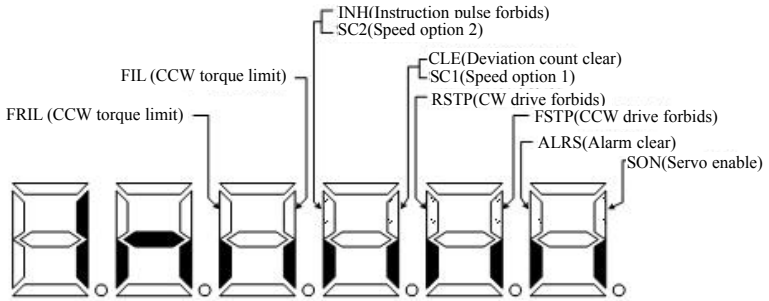 INH(Instruction pulse forbids)
SC2(Speed option 2)
CLE(Deviation count clear)
FIL (CCW torque limit)
SC1(Speed option 1)
RSTP(CW drive forbids)
FRIL (CCW torque limit)
FSTP(CCW drive forbids)
ALRS(Alarm clear)
SON(Servo enable)